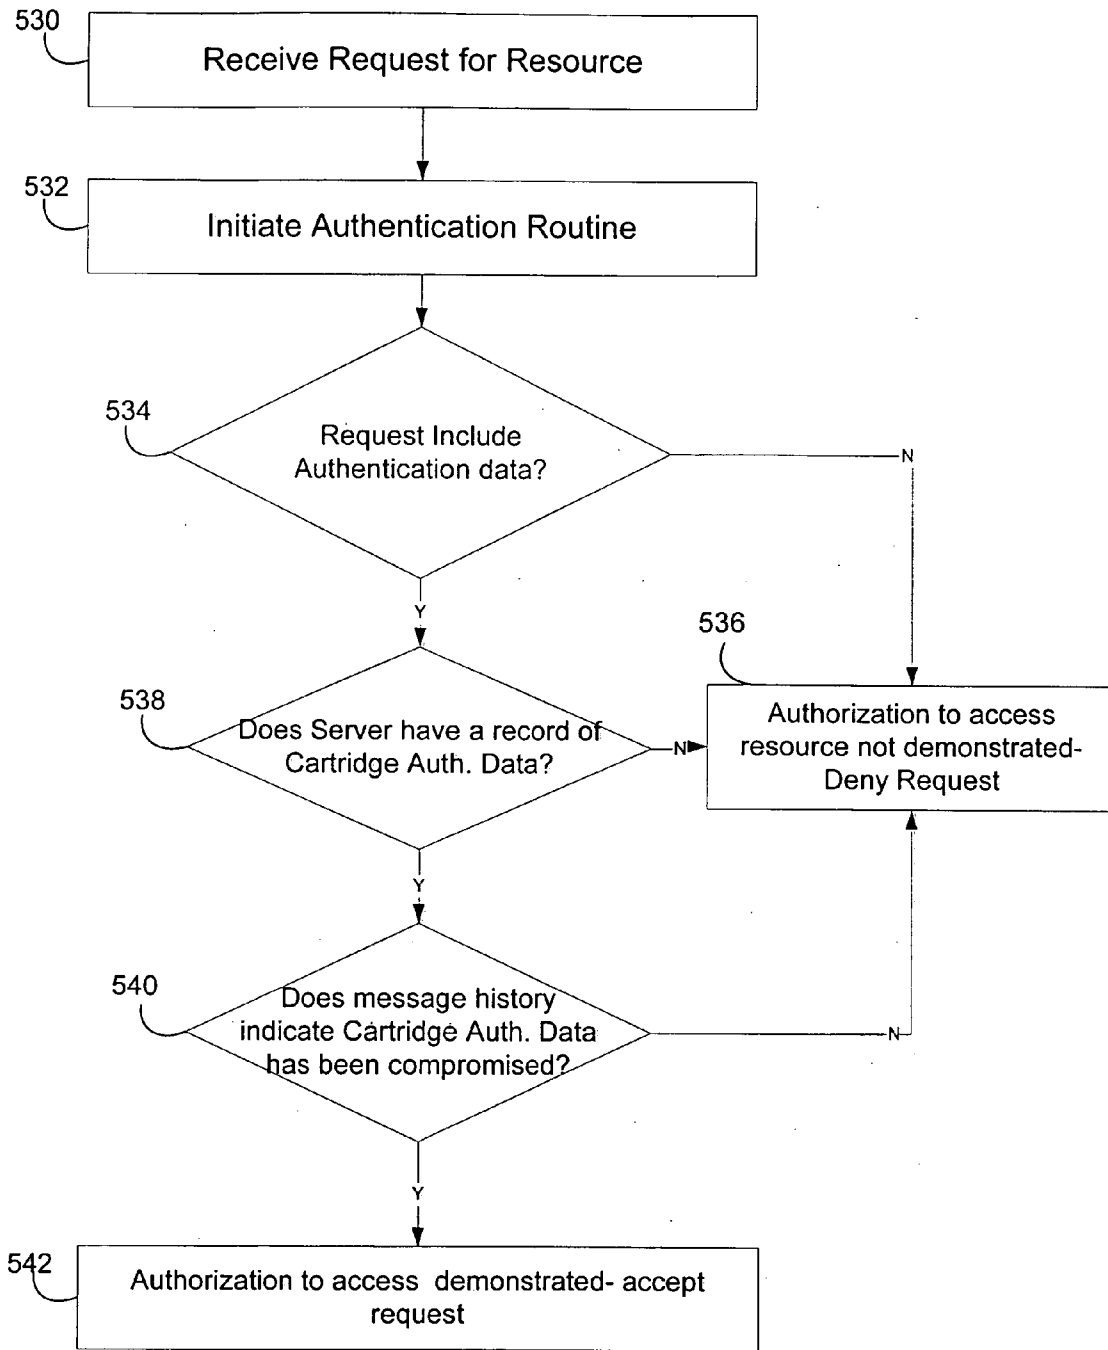 530
Receive Request for Resource
532
Initiate Authentication Routine
534
Request Include
Authentication data?
N
Y
536
Authorization to access
resource not demonstrated-
Deny Request
538
Does Server have a record of
Cartridge Auth. Data?
N
Y
540
Does message history
indicate Cartridge Auth. Data
has been compromised?
N
Y
542
Authorization to access demonstrated- accept
request